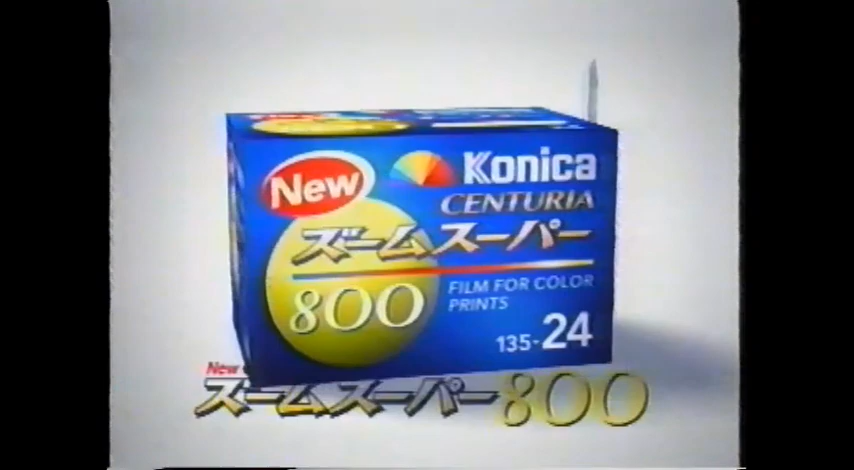 New
Konica
CENTURIA
ズームスーパー
800
FILM FOR COLOR
PRINTS
135-24
New
ズームスーパー800